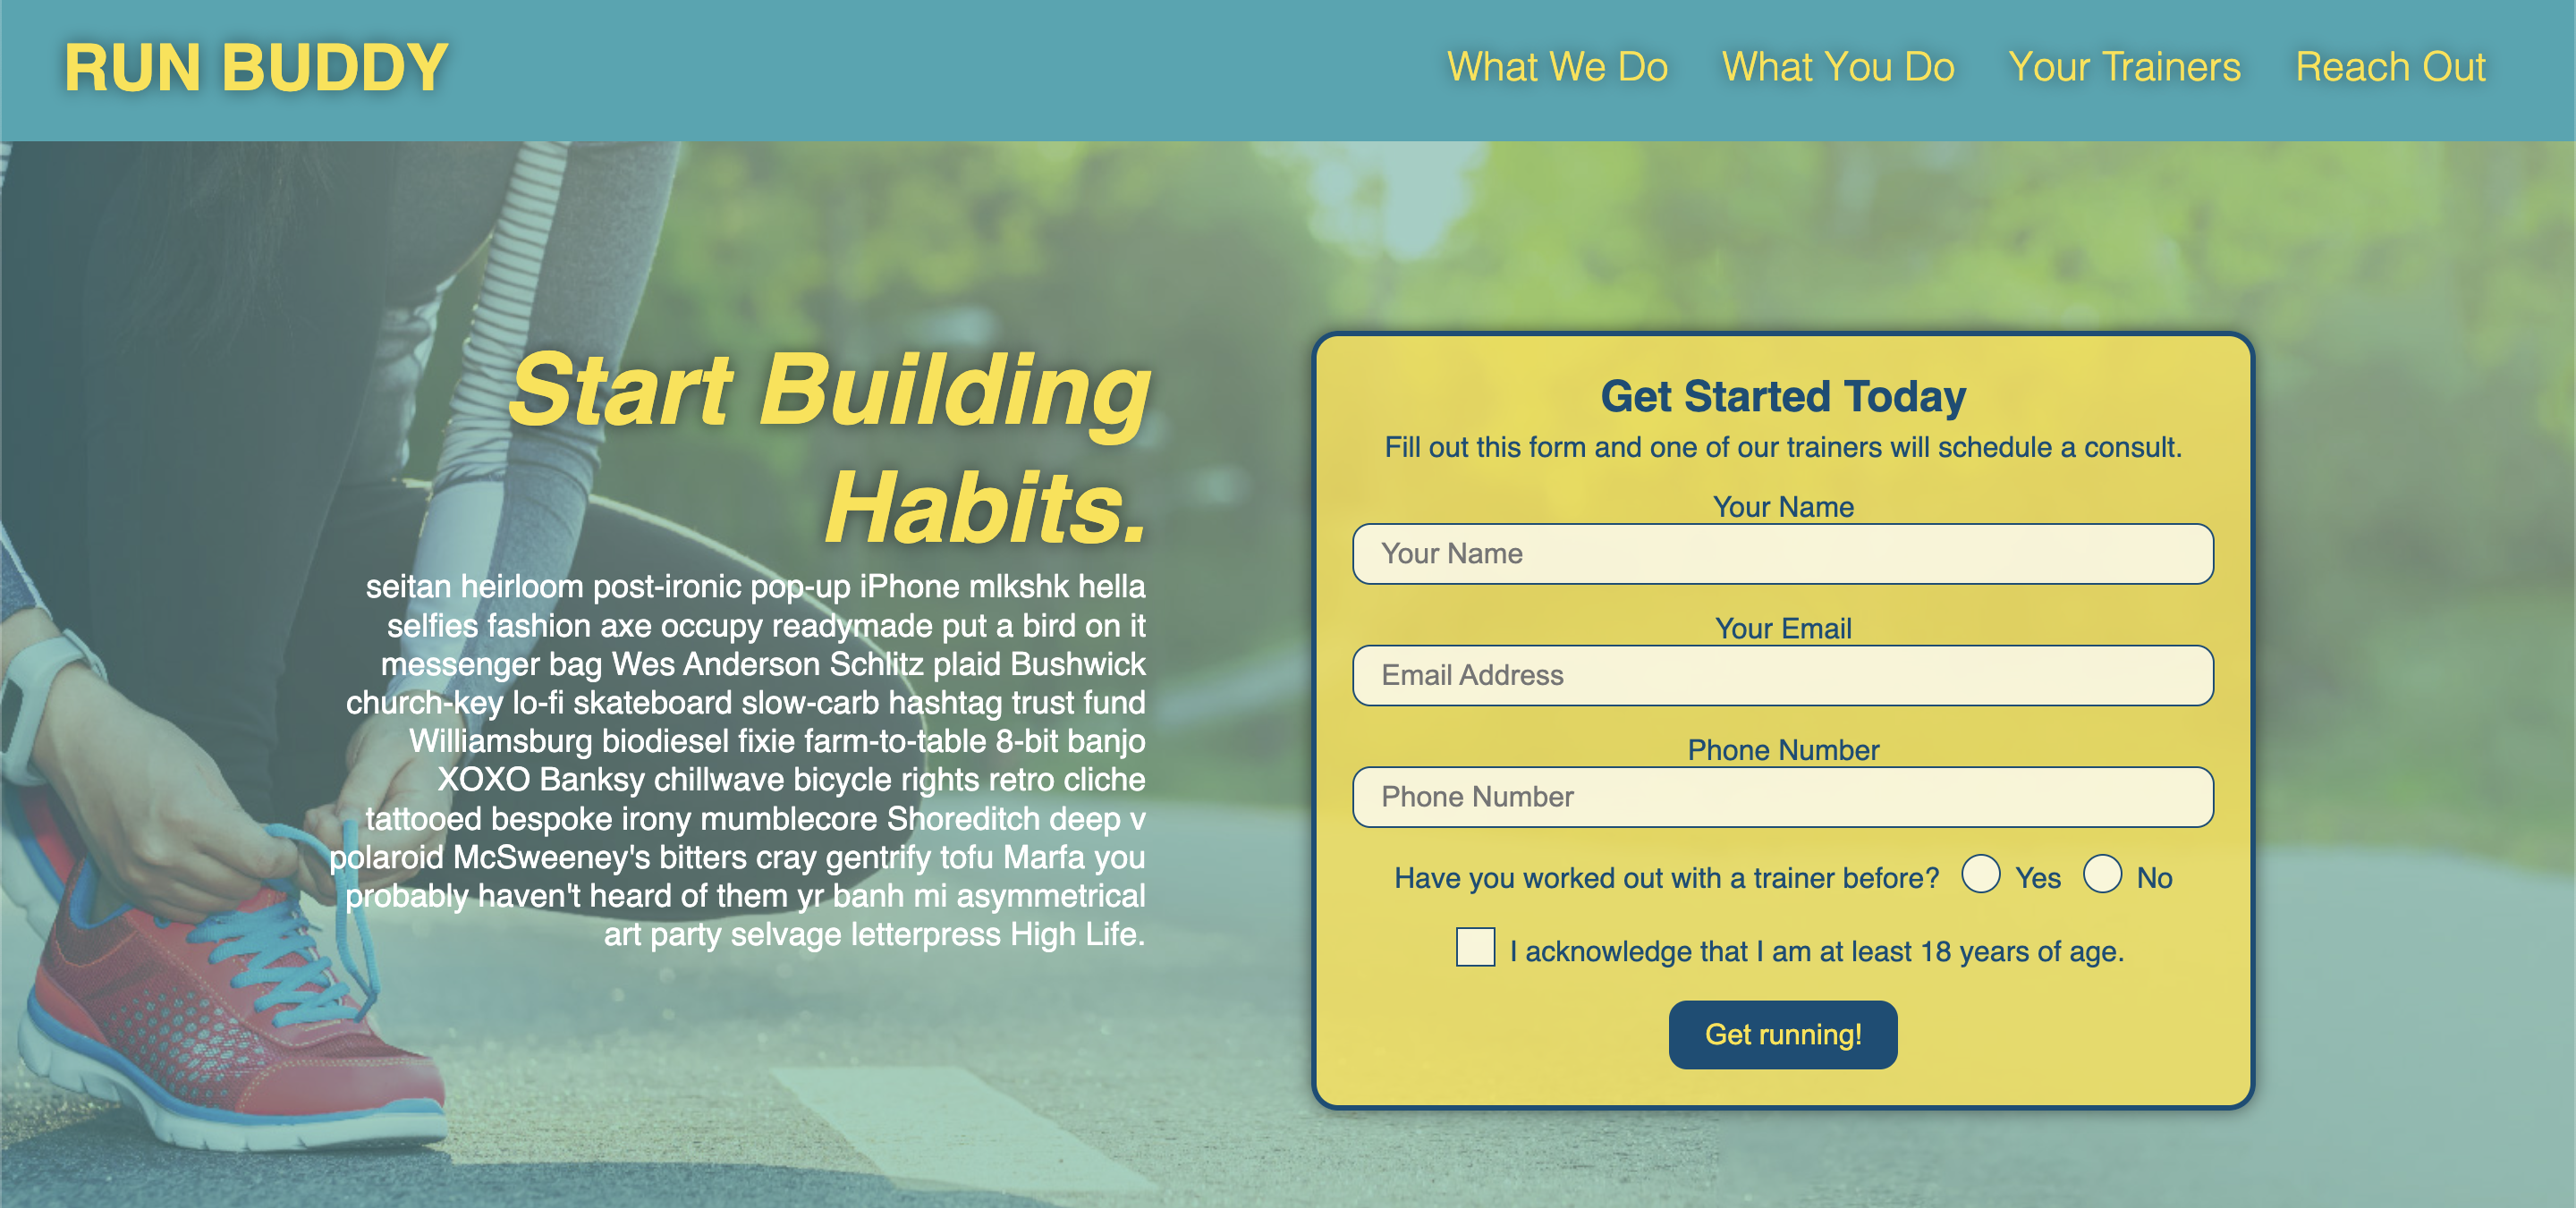 RUN BUDDY
What We Do
What You Do
Your Trainers
Reach Out
Start Building
Habits.
seitan heirloom post-ironic pop-up iPhone mlkshk hella
selfies fashion axe occupy readymade put a bird on it
messenger bag Wes Anderson Schlitz plaid Bushwick
church-key lo-fi skateboard slow-carb hashtag trust fund
Williamsburg biodiesel fixie farm-to-table 8-bit banjo
XOXO Banksy chillwave bicycle rights retro cliche
tattooed bespoke irony mumblecore Shoreditch deep v
polaroid McSweeney's bitters cray gentrify tofu Marfa you
probably haven't heard of them yr banh mi asymmetrical
art party selvage letterpress High Life.
Get Started Today
Fill out this form and one of our trainers will schedule a consult.
Your Name
Your Name
Your Email
Email Address
Phone Number
Phone Number
Have you worked out with a trainer before? Yes No
I acknowledge that I am at least 18 years of age.
Get running!